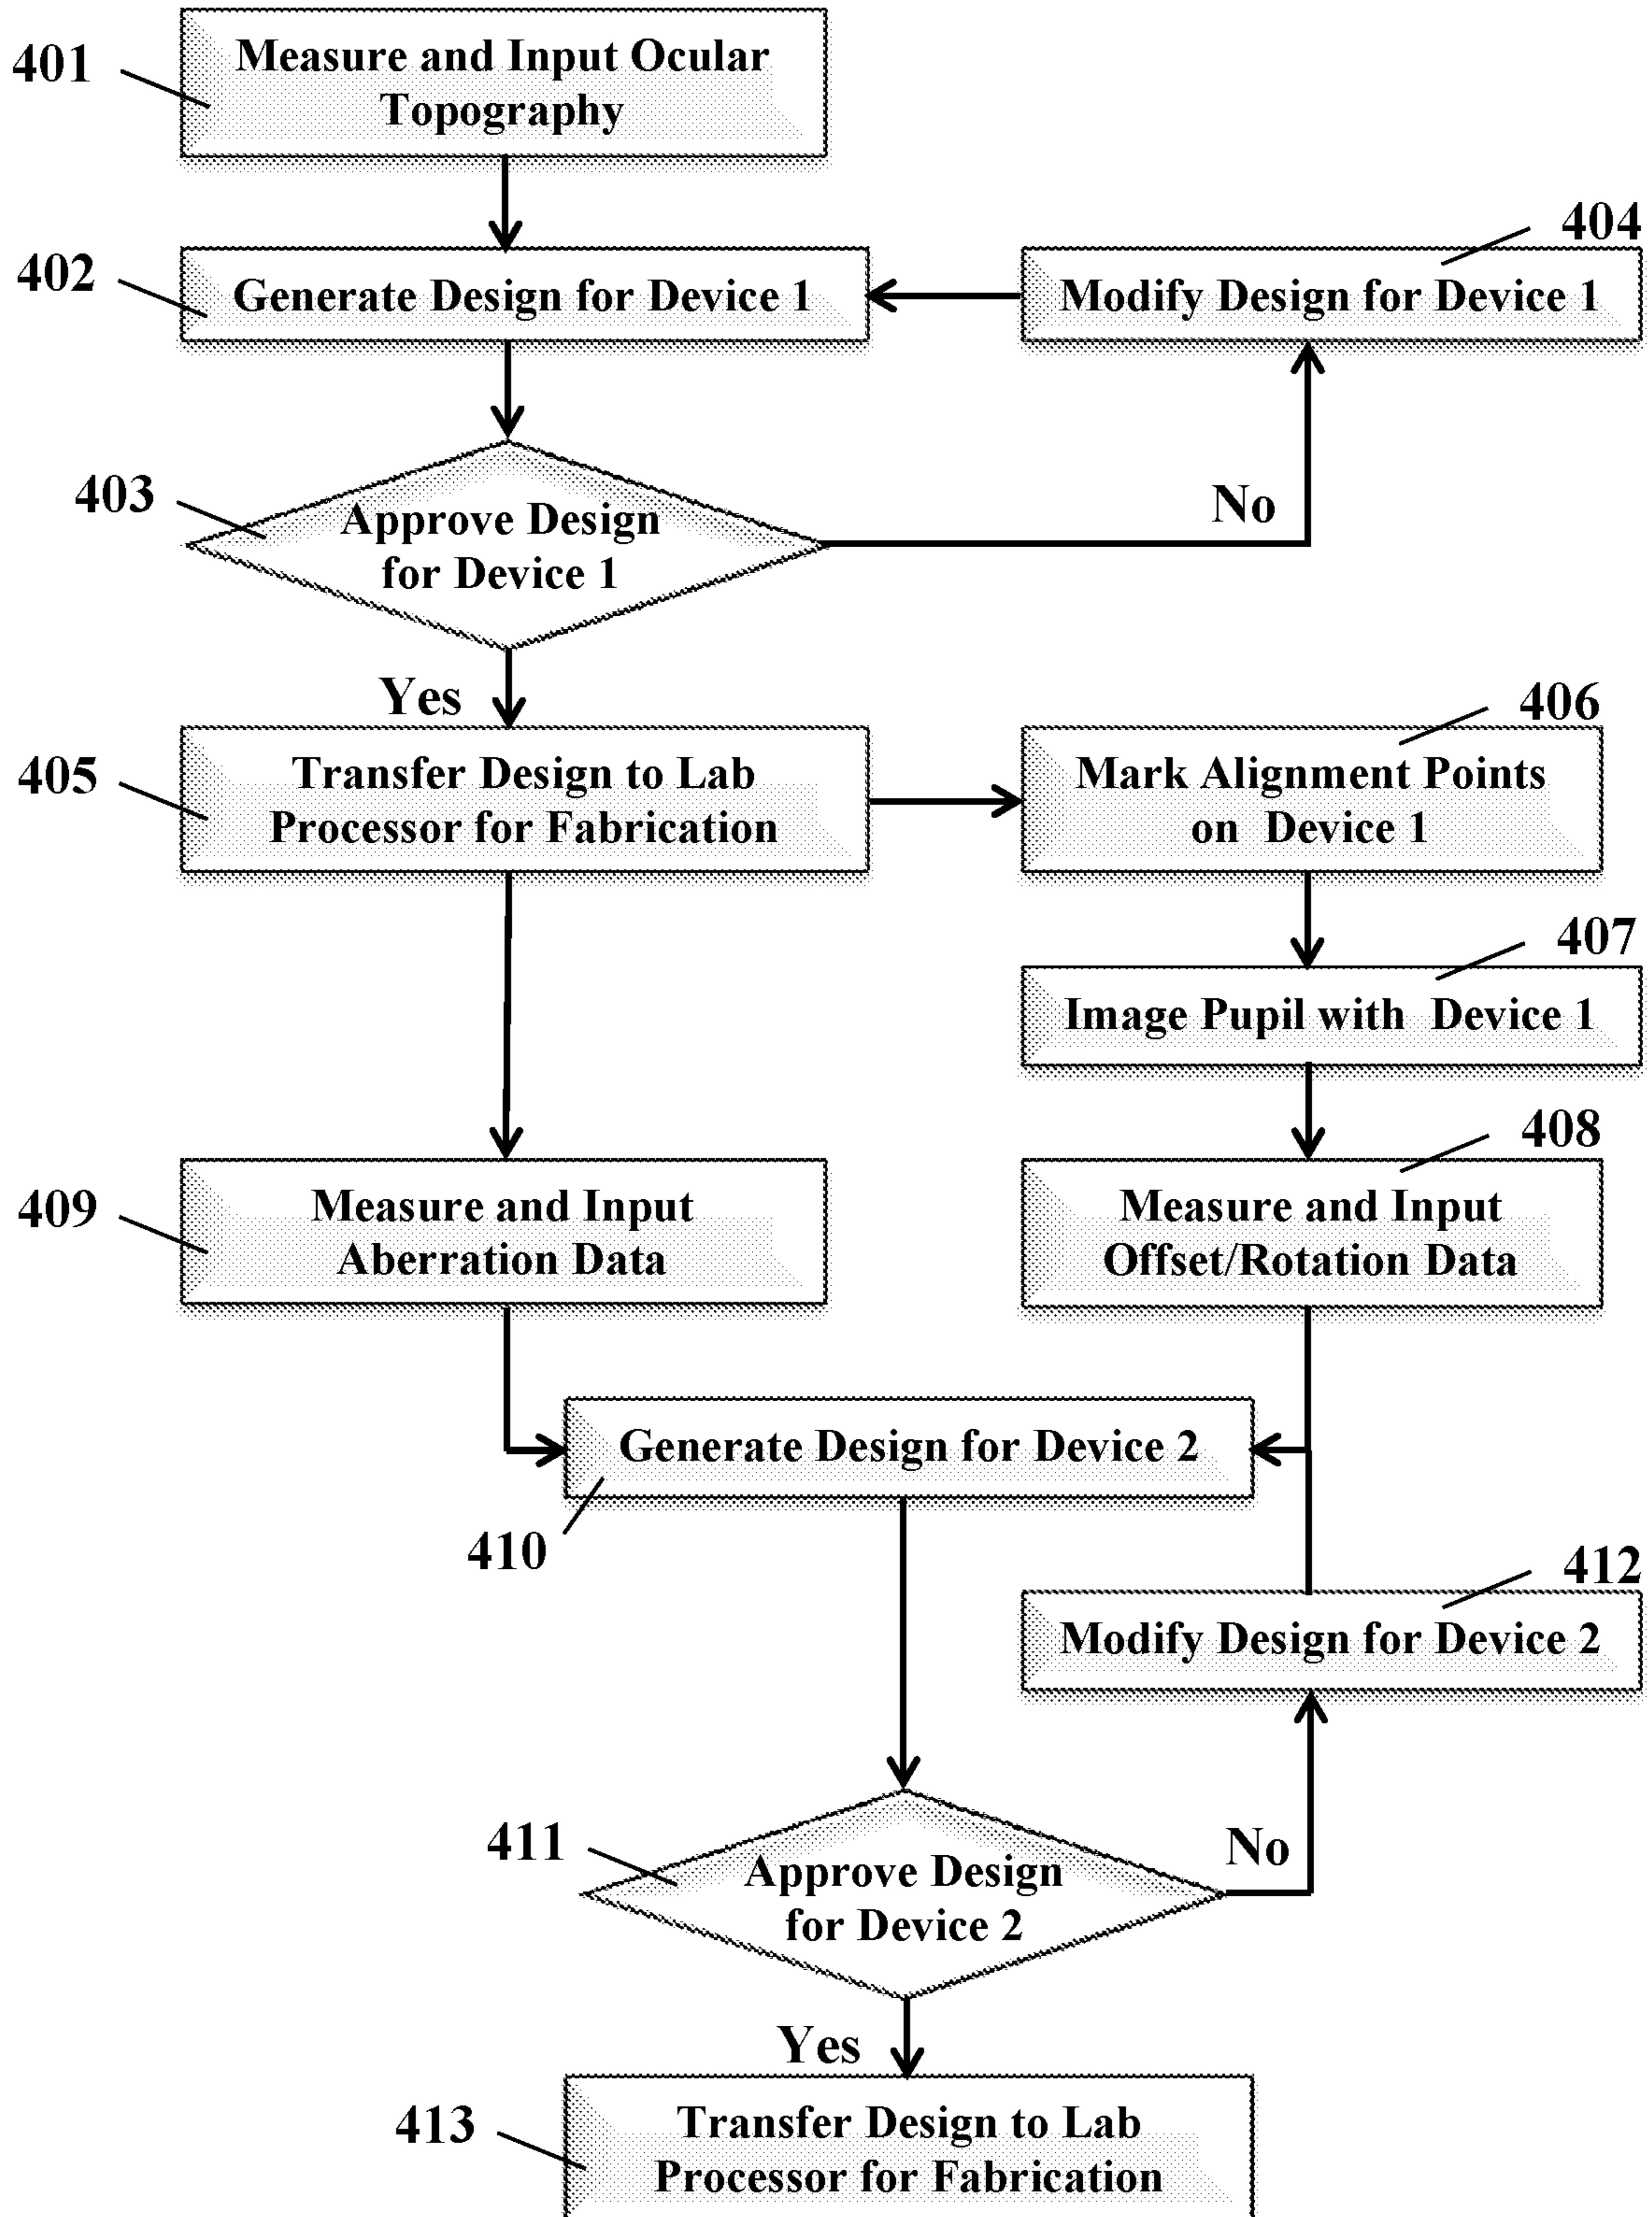 401
Measure and Input Ocular
Topography
404
402
Generate Design for Device 1
Modify Design for Device 1
403
Approve Design
for Device 1
No
Yes
406
405
Transfer Design to Lab
Processor for Fabrication
Mark Alignment Points
on Device 1
407
Image Pupil with Device 1
408
409
Measure and Input
Aberration Data
Measure and Input
Offset/Rotation Data
Generate Design for Device 2
410
412
Modify Design for Device 2
411
Approve Design
for Device 2
No
Yes
413
Transfer Design to Lab
Processor for Fabrication